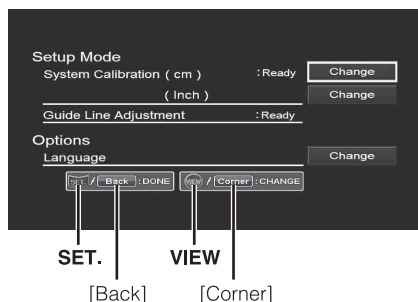 Setup Mode
System Calibration ( cm ) :Ready Change
( Inch ) Change
Guide Line Adjustment :Ready
Options
Language Change
SET. / Back :DONE VIEW / Corner :CHANGE
SET. VIEW
[Back] [Corner]